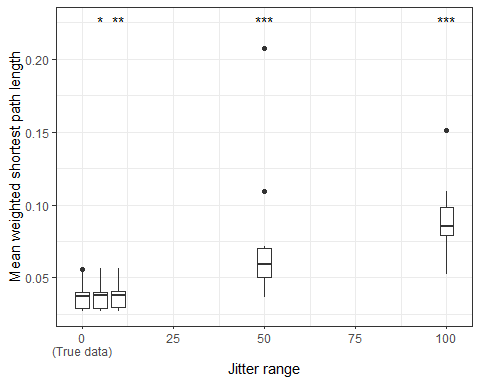 * ** *** ***
0.20
0.15
0.10
0.05
Mean weighted shortest path length
0 25 50 75 100
(True data)
Jitter range